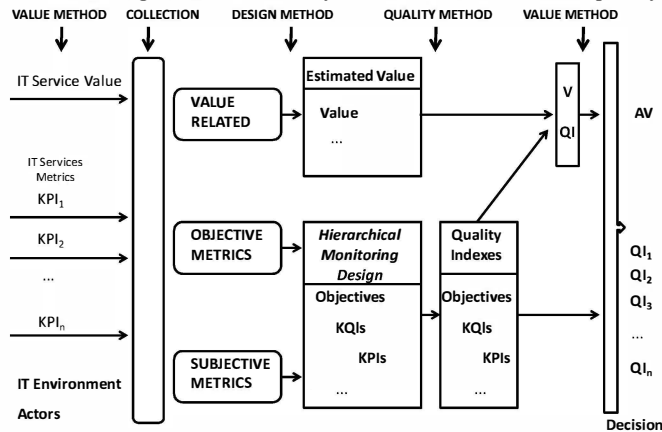 VALUE METHOD
COLLECTION
DESIGN METHOD
QUALITY METHOD
VALUE METHOD
IT Service Value
IT Services
Metrics
KPI1
KPI2
...
KPIn
IT Environment
Actors
VALUE
RELATED
OBJECTIVE
METRICS
SUBJECTIVE
METRICS
Estimated Value
Value
...
Hierarchical
Monitoring
Design
Objectives
KQIs
KPIs
...
Quality
Indexes
Objectives
KQIs
KPIs
...
V
QI
AV
QI1
QI2
QI3
...
QIn
Decision